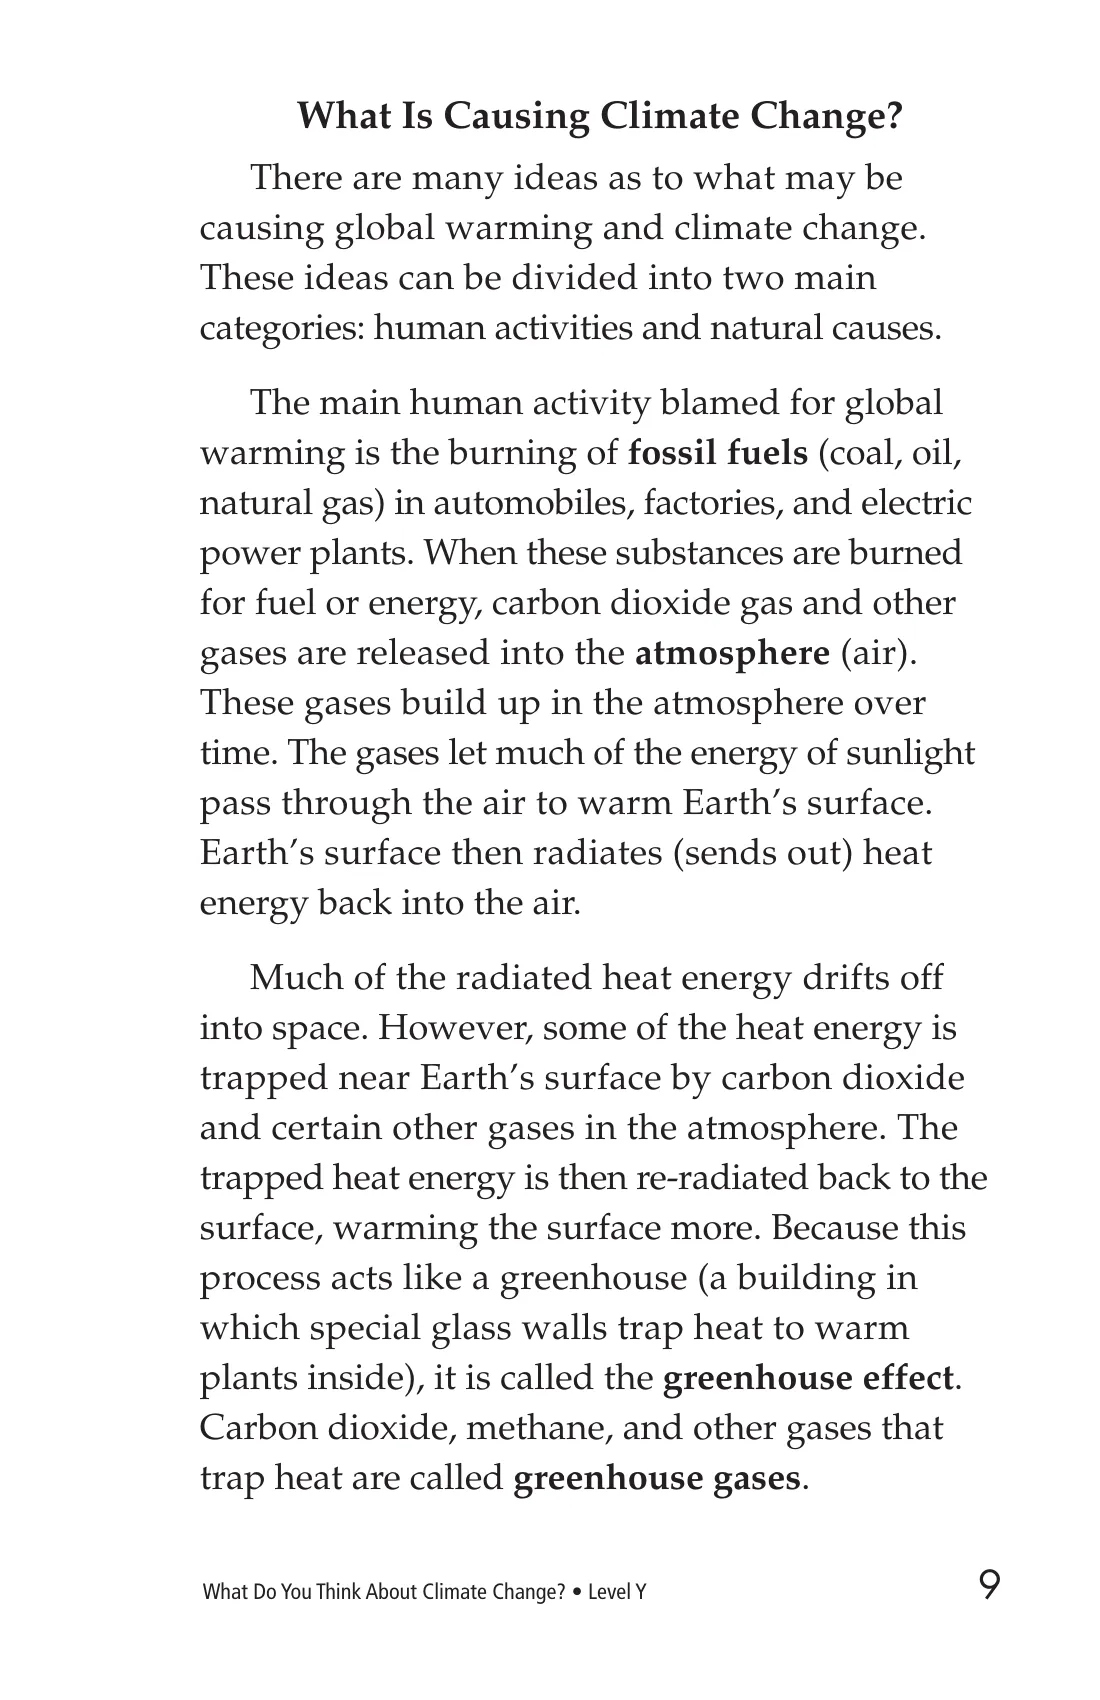 What Is Causing Climate Change?
There are many ideas as to what may be
causing global warming and climate change.
These ideas can be divided into two main
categories: human activities and natural causes.
The main human activity blamed for global
warming is the burning of fossil fuels (coal, oil,
natural gas) in automobiles, factories, and electric
power plants. When these substances are burned
for fuel or energy, carbon dioxide gas and other
gases are released into the atmosphere (air).
These gases build up in the atmosphere over
time. The gases let much of the energy of sunlight
pass through the air to warm Earth’s surface.
Earth’s surface then radiates (sends out) heat
energy back into the air.
Much of the radiated heat energy drifts off
into space. However, some of the heat energy is
trapped near Earth’s surface by carbon dioxide
and certain other gases in the atmosphere. The
trapped heat energy is then re-radiated back to the
surface, warming the surface more. Because this
process acts like a greenhouse (a building in
which special glass walls trap heat to warm
plants inside), it is called the greenhouse effect.
Carbon dioxide, methane, and other gases that
trap heat are called greenhouse gases.
What Do You Think About Climate Change? • Level Y
9